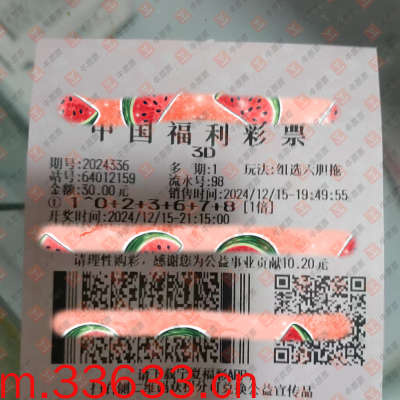 中国福利彩票
3D
期号:2024336 多期:1 玩法:组选六胆拖
站号:64012159 流水号:98
金额:30.00元 销售时间:2024/12/15-19:49:55
① 1^0+2+3+6+7+8 [1倍]
开奖时间:2024/12/15-21:15:00
请理性购彩,感谢您为公益事业贡献10.20元
m.33633.cn